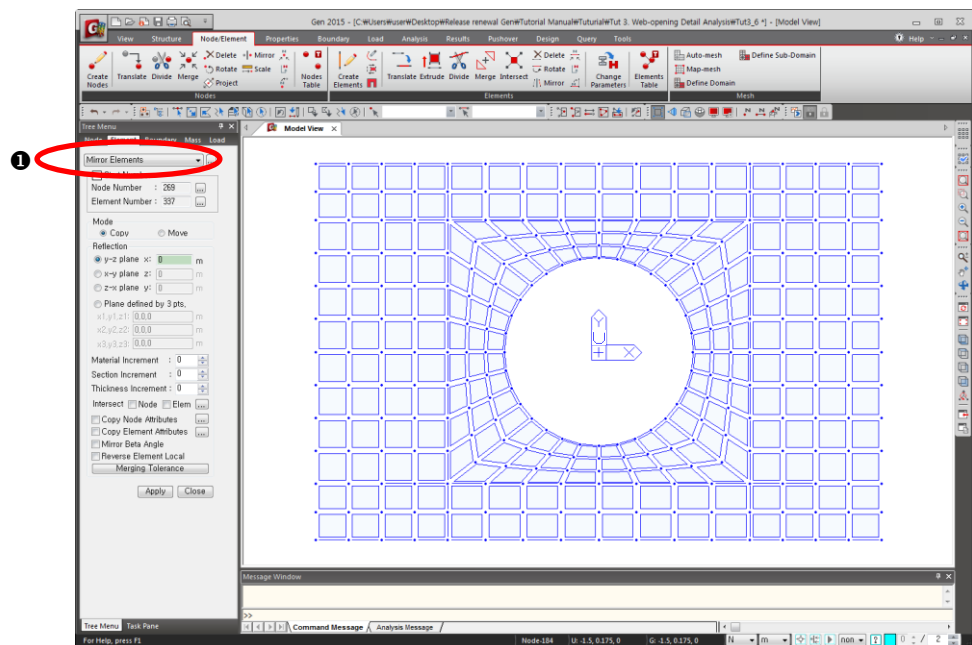 Gen 2015 - [C:₩Users₩user₩Desktop₩Release renewal Gen₩Tutorial Manual₩Tuturial₩Tut 3. Web-opening Detail Analysis₩Tut3_6 *] - [Model View]
View Structure Node/Element Properties Boundary Load Analysis Results Pushover Design Query Tools Help
Create Nodes
Translate Divide Merge
Delete Mirror
Rotate Scale
Project
Nodes Table
Create Elements
Translate Extrude Divide Merge Intersect
Delete
Rotate
Mirror
Change Parameters
Elements Table
Auto-mesh Define Sub-Domain
Map-mesh
Define Domain
Nodes Elements Mesh
Tree Menu
Model View
Node Element Boundary Mass Load
❶
Mirror Elements
Node Number : 269
Element Number : 337
Mode
Copy Move
Reflection
y-z plane x: 0 m
x-y plane z: 0 m
z-x plane y: 0 m
Plane defined by 3 pts,
x1,y1,z1: 0,0,0 m
x2,y2,z2: 0,0,0 m
x3,y3,z3: 0,0,0 m
Material Increment : 0
Section Increment : 0
Thickness Increment : 0
Intersect Node Elem
Copy Node Attributes
Copy Element Attributes
Mirror Beta Angle
Reverse Element Local
Merging Tolerance
Apply Close
Y
U
X
Message Window
>>
Tree Menu Task Pane
Command Message Analysis Message
For Help, press F1
Node-184 U: -1.5, 0.175, 0 G: -1.5, 0.175, 0 N m non 0 / 2